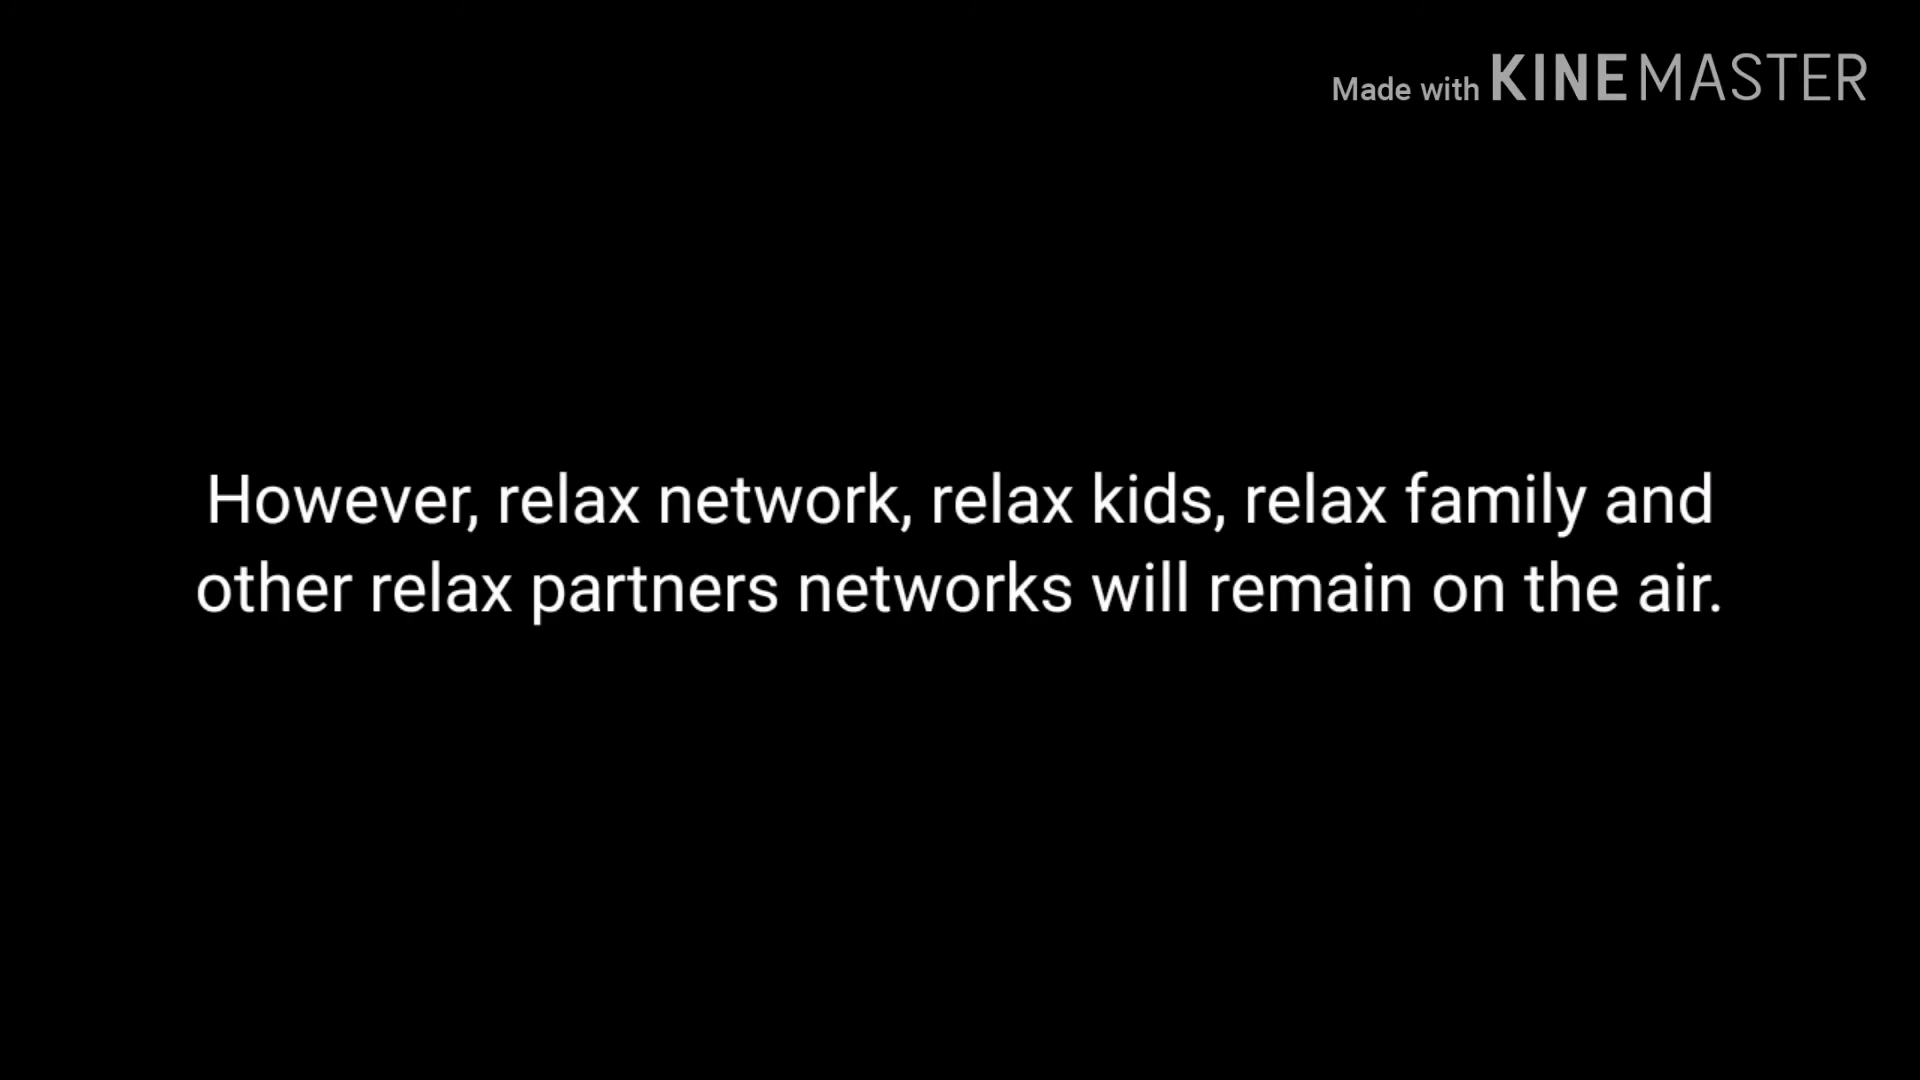 Made with KINEMASTER
However, relax network, relax kids, relax family and
other relax partners networks will remain on the air.